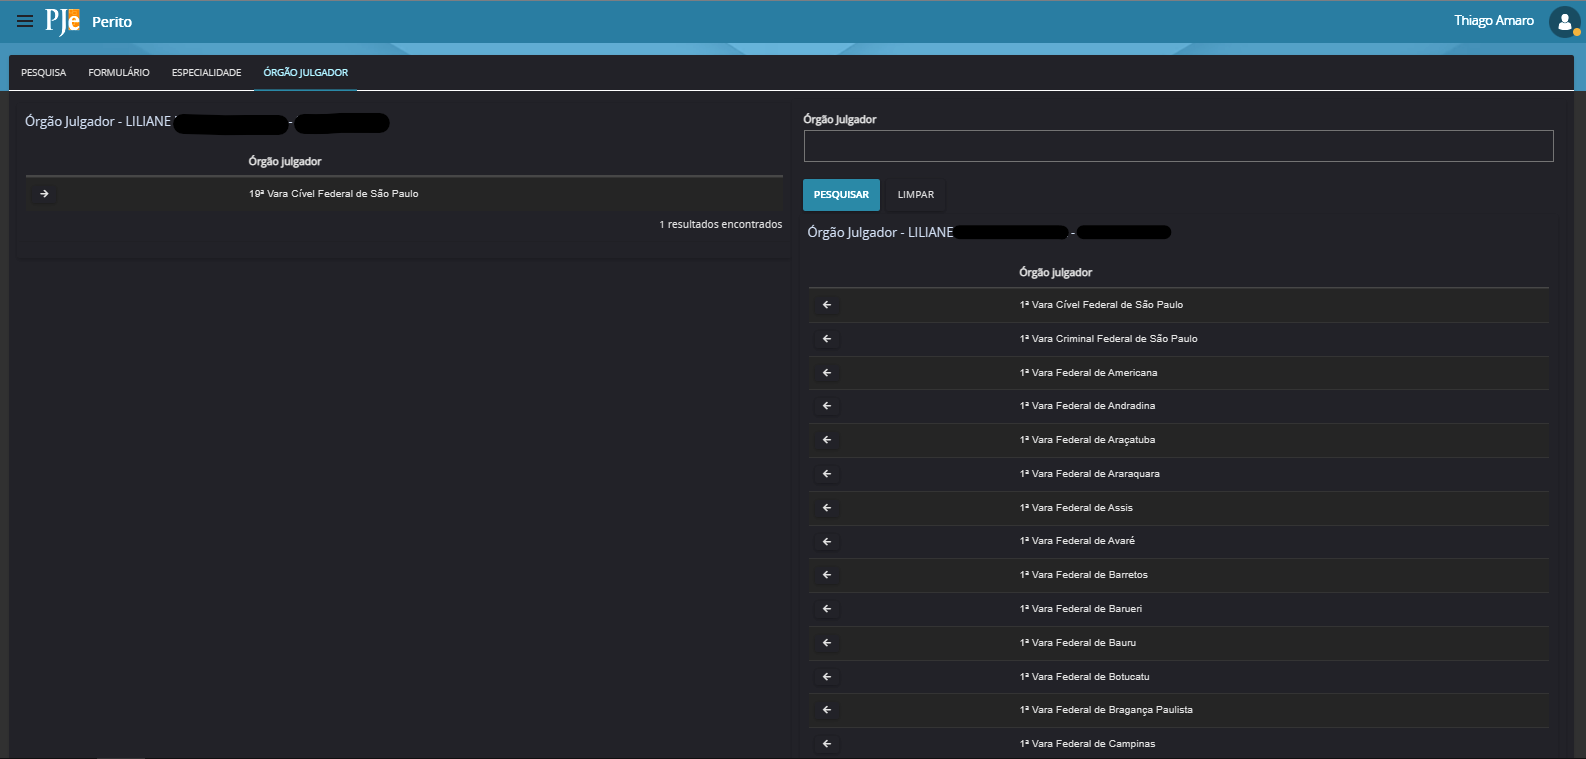 PJe Perito
Thiago Amaro
PESQUISA FORMULÁRIO ESPECIALIDADE ÓRGÃO JULGADOR
Órgão Julgador - LILIANE -
Órgão julgador
19ª Vara Cível Federal de São Paulo
1 resultados encontrados
Órgão Julgador
PESQUISAR LIMPAR
Órgão Julgador - LILIANE -
Órgão julgador
1ª Vara Cível Federal de São Paulo
1ª Vara Criminal Federal de São Paulo
1ª Vara Federal de Americana
1ª Vara Federal de Andradina
1ª Vara Federal de Araçatuba
1ª Vara Federal de Araraquara
1ª Vara Federal de Assis
1ª Vara Federal de Avaré
1ª Vara Federal de Barretos
1ª Vara Federal de Barueri
1ª Vara Federal de Bauru
1ª Vara Federal de Botucatu
1ª Vara Federal de Bragança Paulista
1ª Vara Federal de Campinas